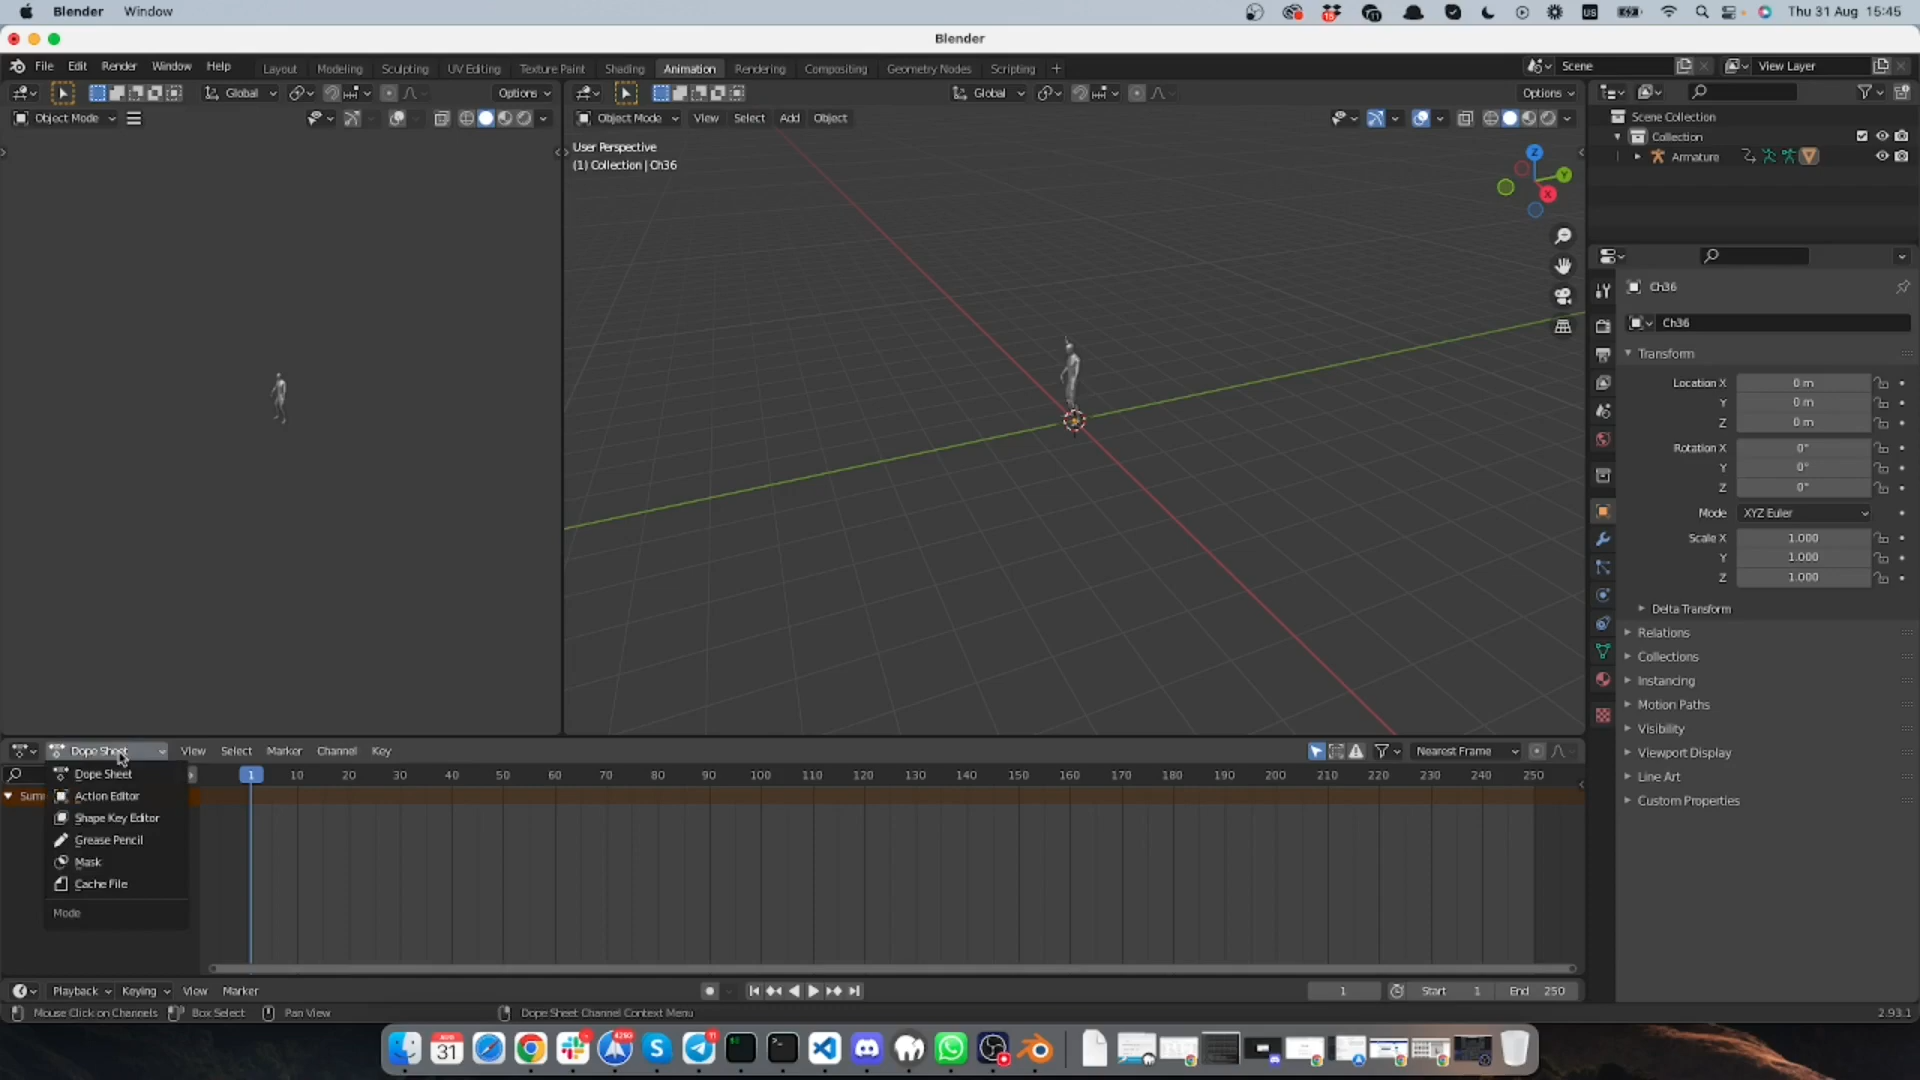 Blender Window
Thu 31 Aug 15:45
Blender
File Edit Render Window Help
Layout Modeling Sculpting UV Editing Texture Paint Shading Animation Rendering Compositing Geometry Nodes Scripting +
Scene
View Layer
Global
Options
Global
Options
Object Mode
Object Mode View Select Add Object
User Perspective
(1) Collection | Ch36
Z
Y
X
Scene Collection
Collection
Armature
Ch36
Ch36
Transform
Location X 0 m
Y 0 m
Z 0 m
Rotation X 0°
Y 0°
Z 0°
Mode XYZ Euler
Scale X 1.000
Y 1.000
Z 1.000
Delta Transform
Relations
Collections
Instancing
Motion Paths
Visibility
Viewport Display
Line Art
Custom Properties
Dope Sheet View Select Marker Channel Key
Nearest Frame
1 10 20 30 40 50 60 70 80 90 100 110 120 130 140 150 160 170 180 190 200 210 220 230 240 250
Summ
Dope Sheet
Action Editor
Shape Key Editor
Grease Pencil
Mask
Cache File
Mode
Playback Keying View Marker
1 Start 1 End 250
Mouse Click on Channels Box Select Pan View Dope Sheet Channel Context Menu
2.93.1
31